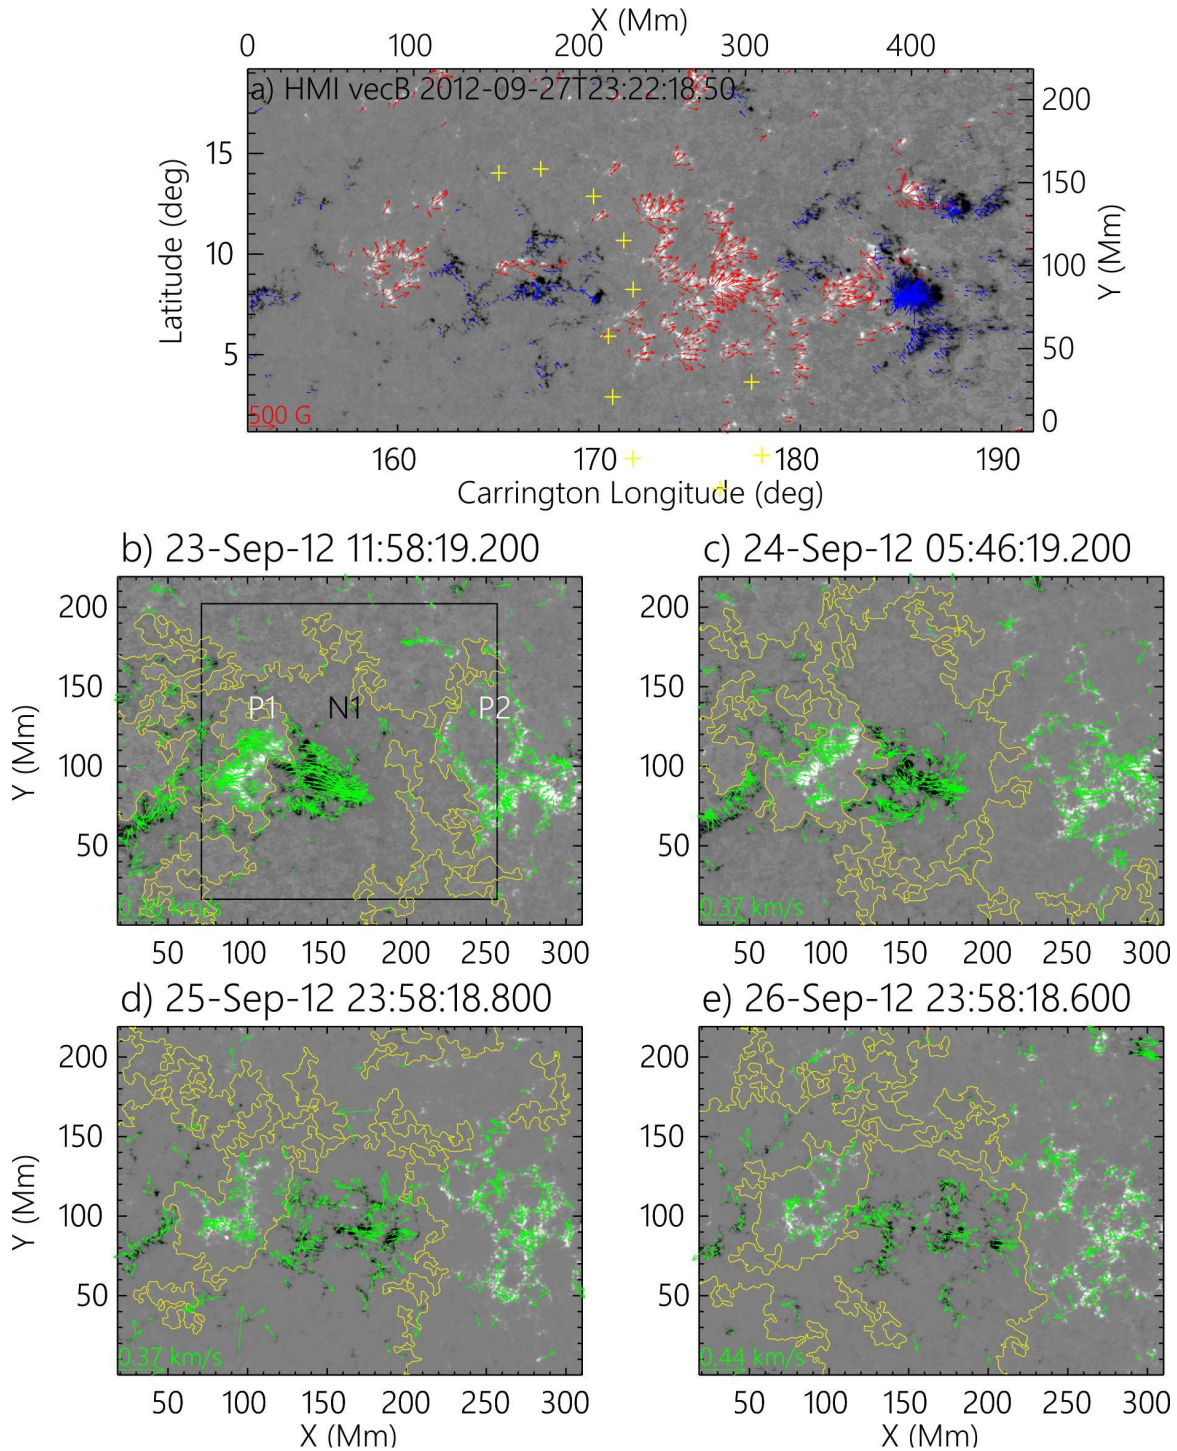 X (Mm)
0 100 200 300 400
a) HMI vecB 2012-09-27T23:22:18.50
Latitude (deg)
15
10
5
200
150
100
50
0
Y (Mm)
500 G
160 170 180 190
Carrington Longitude (deg)
b) 23-Sep-12 11:58:19.200
Y (Mm)
200
150
100
50
P1 N1 P2
0.36 km/s
50 100 150 200 250 300
c) 24-Sep-12 05:46:19.200
200
150
100
50
0.37 km/s
50 100 150 200 250 300
d) 25-Sep-12 23:58:18.800
Y (Mm)
200
150
100
50
0.37 km/s
50 100 150 200 250 300
X (Mm)
e) 26-Sep-12 23:58:18.600
200
150
100
50
0.44 km/s
50 100 150 200 250 300
X (Mm)